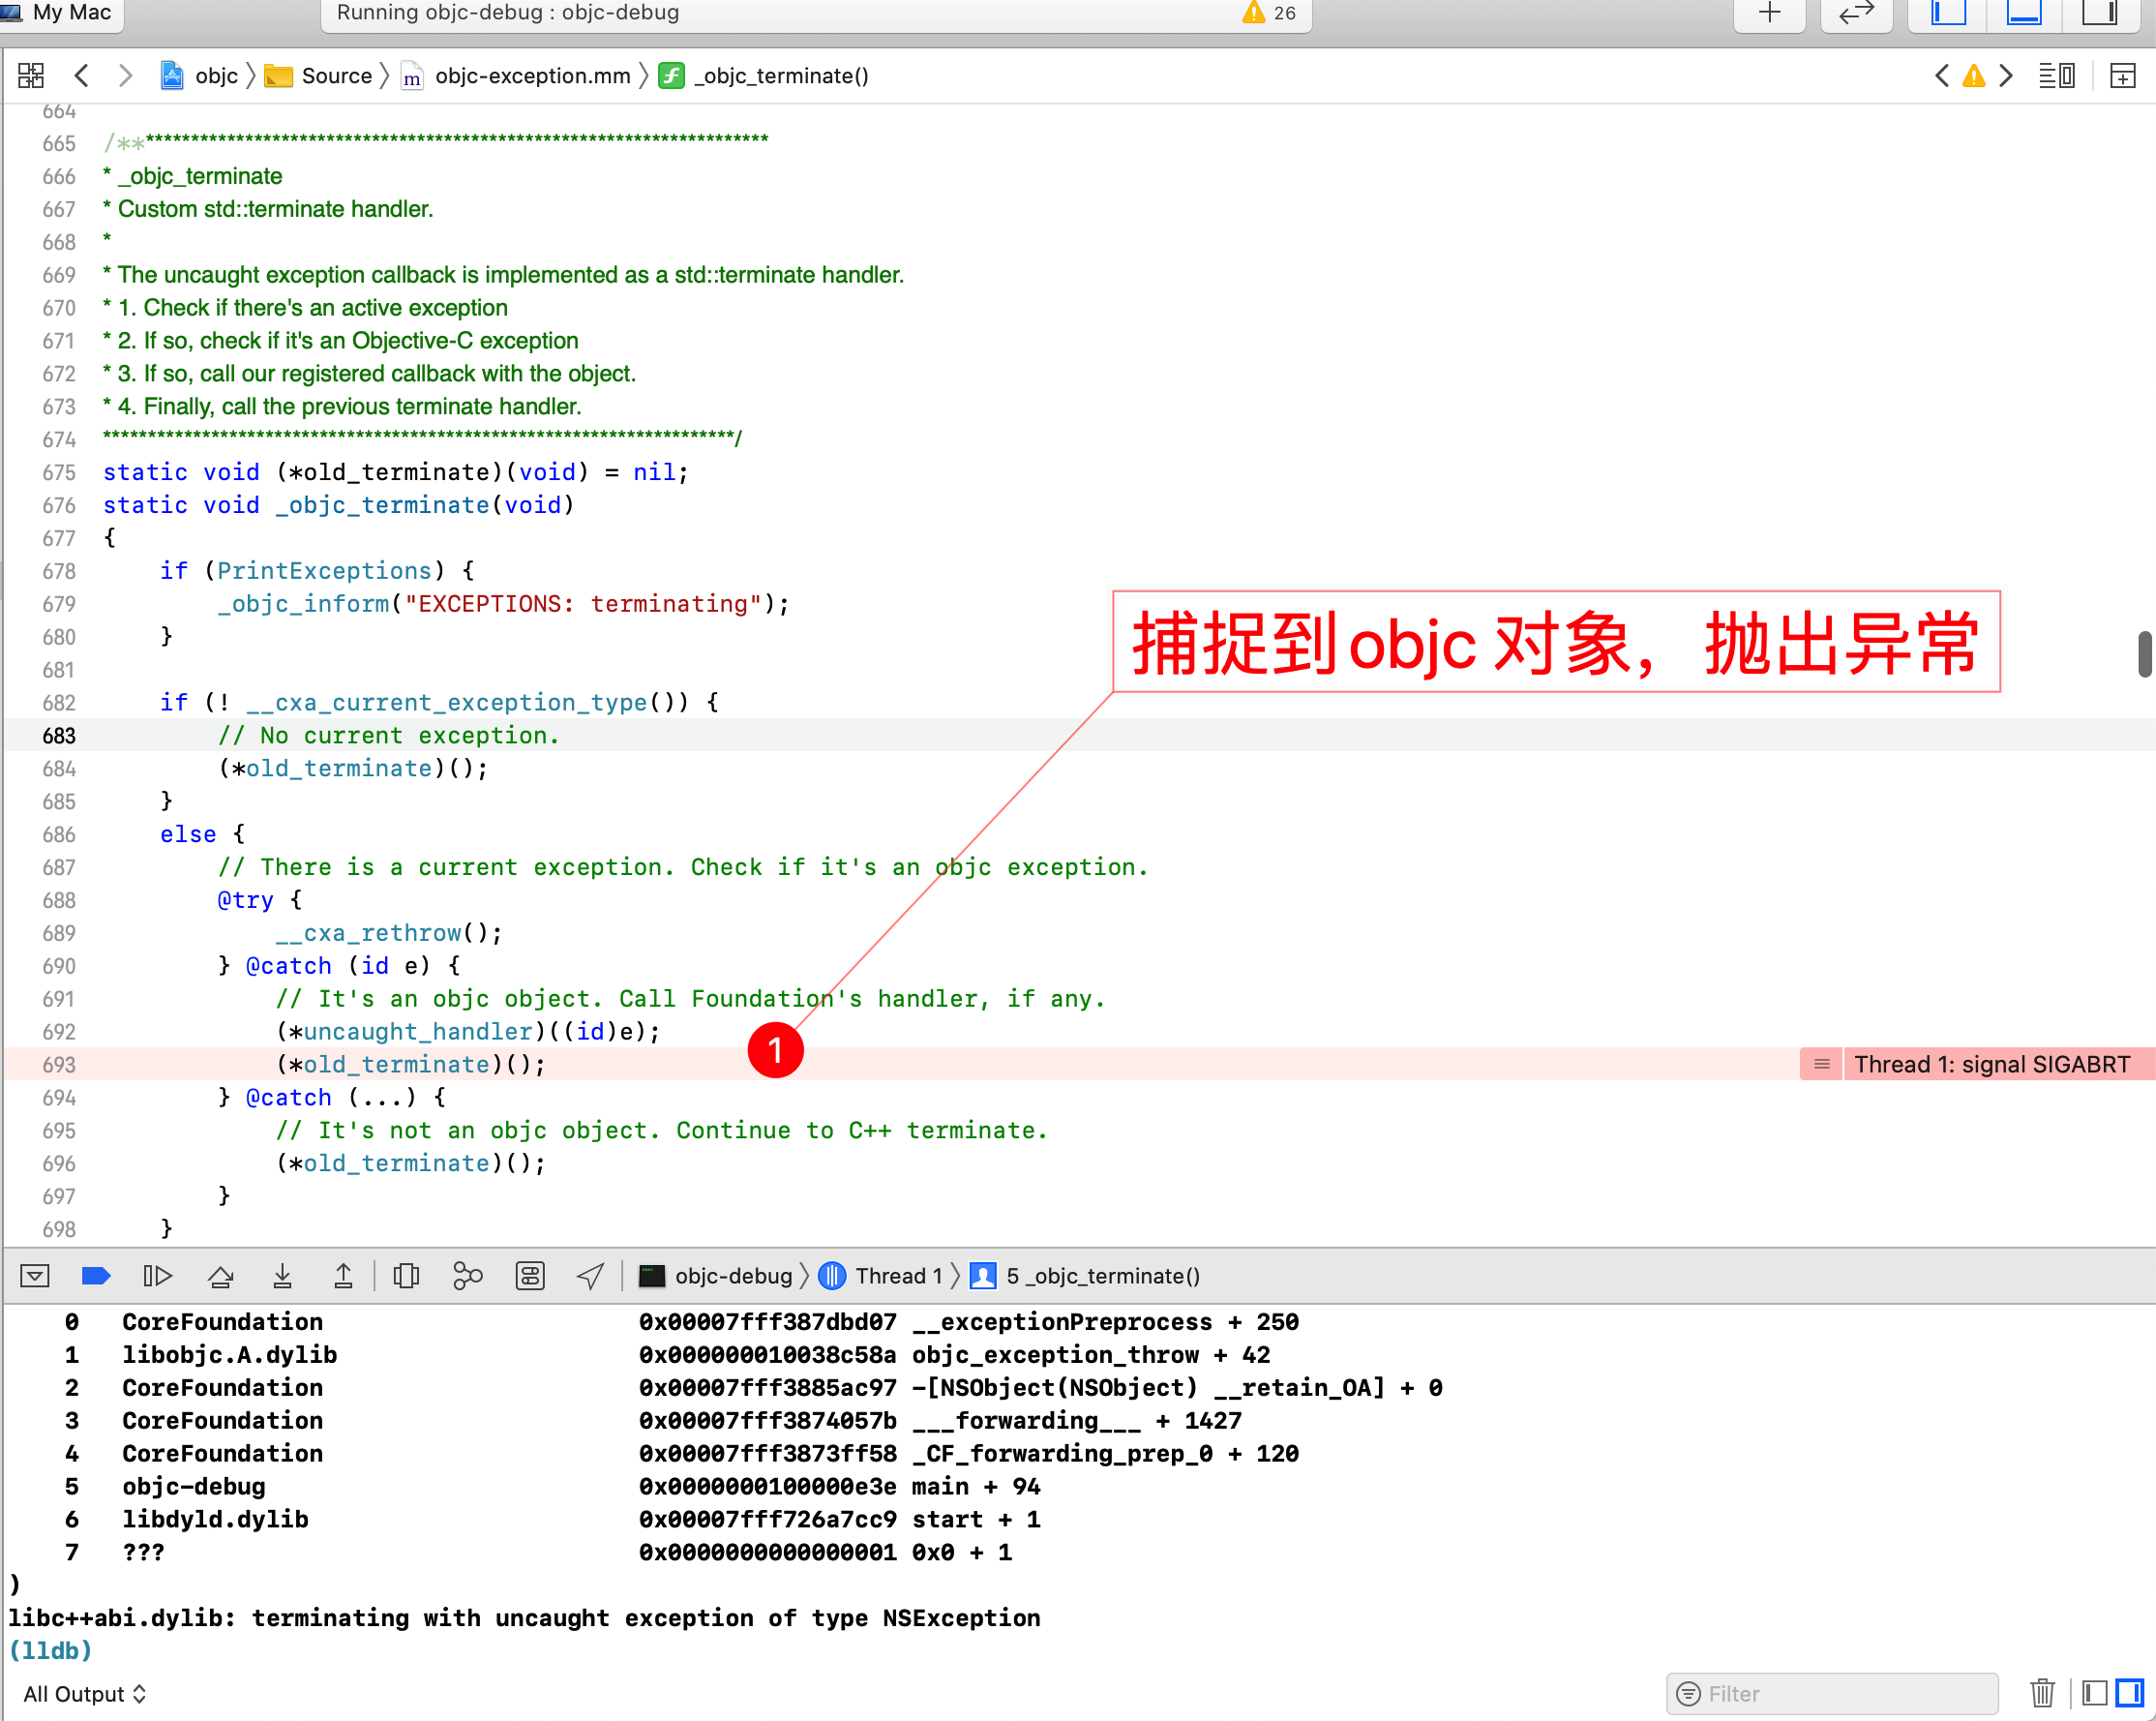 My Mac
Running objc-debug : objc-debug
26
objc
Source
objc-exception.mm
_objc_terminate()
664
665 /***********************************************************************
666 * _objc_terminate
667 * Custom std::terminate handler.
668 *
669 * The uncaught exception callback is implemented as a std::terminate handler.
670 * 1. Check if there's an active exception
671 * 2. If so, check if it's an Objective-C exception
672 * 3. If so, call our registered callback with the object.
673 * 4. Finally, call the previous terminate handler.
674 **********************************************************************/
675 static void (*old_terminate)(void) = nil;
676 static void _objc_terminate(void)
677 {
678     if (PrintExceptions) {
679         _objc_inform("EXCEPTIONS: terminating");
680     }
捕捉到 objc 对象，抛出异常
681
682     if (! __cxa_current_exception_type()) {
683         // No current exception.
684         (*old_terminate)();
685     }
686     else {
687         // There is a current exception. Check if it's an objc exception.
688         @try {
689             __cxa_rethrow();
690         } @catch (id e) {
691             // It's an objc object. Call Foundation's handler, if any.
692             (*uncaught_handler)((id)e);
1
693             (*old_terminate)();
Thread 1: signal SIGABRT
694         } @catch (...) {
695             // It's not an objc object. Continue to C++ terminate.
696             (*old_terminate)();
697         }
698     }
objc-debug
Thread 1
5 _objc_terminate()
0 CoreFoundation 0x00007fff387dbd07 __exceptionPreprocess + 250
1 libobjc.A.dylib 0x000000010038c58a objc_exception_throw + 42
2 CoreFoundation 0x00007fff3885ac97 -[NSObject(NSObject) __retain_OA] + 0
3 CoreFoundation 0x00007fff3874057b ___forwarding___ + 1427
4 CoreFoundation 0x00007fff3873ff58 _CF_forwarding_prep_0 + 120
5 objc-debug 0x0000000100000e3e main + 94
6 libdyld.dylib 0x00007fff726a7cc9 start + 1
7 ??? 0x0000000000000001 0x0 + 1
)
libc++abi.dylib: terminating with uncaught exception of type NSException
(lldb)
All Output
Filter